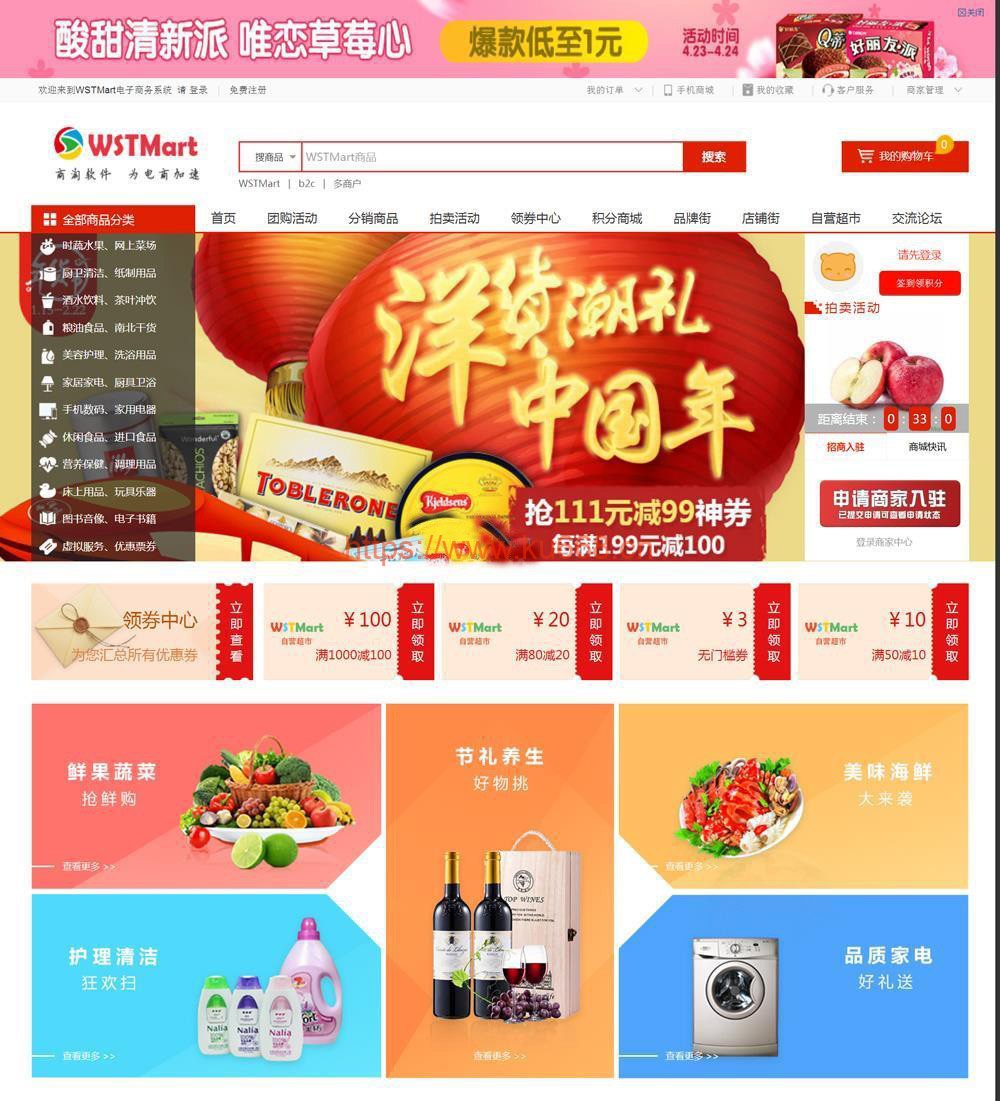 酸甜清新派 唯恋草莓心
爆款低至1元
活动时间
4.23-4.24
Q蒂
好丽友·派
关闭
欢迎来到WSTMart电子商务系统 请 登录 | 免费注册
我的订单
手机商城
我的收藏
客户服务
商家管理
WSTMart
商淘软件 为电商加速
搜商品
WSTMart商品
搜索
WSTMart | b2c | 多商户
我的购物车
0
全部商品分类
首页
团购活动
分销商品
拍卖活动
领券中心
积分商城
品牌街
店铺街
自营超市
交流论坛
时蔬水果、网上菜场
厨卫清洁、纸制用品
酒水饮料、茶叶冲饮
粮油食品、南北干货
美容护理、洗浴用品
家居家电、厨具卫浴
手机数码、家用电器
休闲食品、进口食品
营养保健、调理用品
床上用品、玩具乐器
图书音像、电子书籍
虚拟服务、优惠票券
洋货潮礼
中国年
Wonderful
TOBLERONE
Kjeldsens
抢111元减99神券
每满199元减100
请先登录
签到领积分
拍卖活动
距离结束: 0 : 33 : 0
招商入驻
商城快讯
申请商家入驻
已提交申请可查看申请状态
登录商家中心
领券中心
为您汇总所有优惠券
立即查看
WSTMart
自营超市
¥100
满1000减100
立即领取
WSTMart
自营超市
¥20
满80减20
立即领取
WSTMart
自营超市
¥3
无门槛券
立即领取
WSTMart
自营超市
¥10
满50减10
立即领取
鲜果蔬菜
抢鲜购
查看更多 >>
节礼养生
好物挑
TOP WINES
查看更多 >>
美味海鲜
大来袭
查看更多 >>
护理清洁
狂欢扫
Nalia
Nalia
Nalia
查看更多 >>
品质家电
好礼送
查看更多 >>